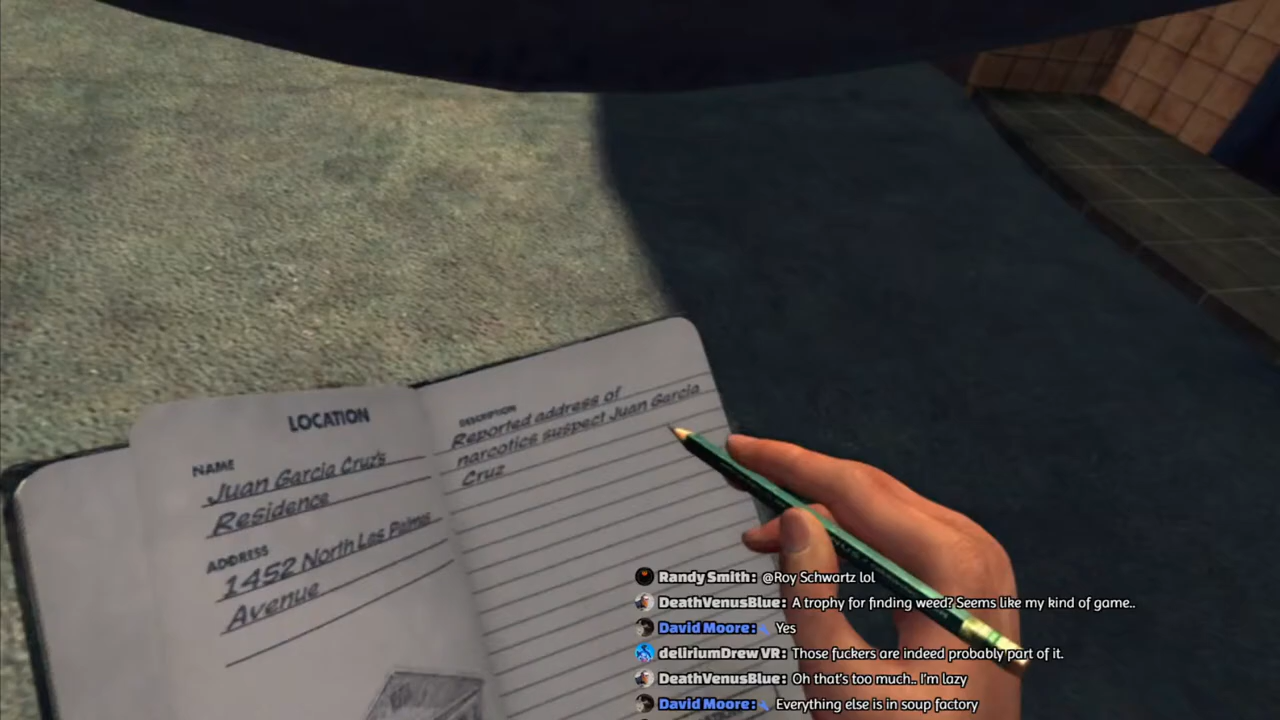 LOCATION
NAME
Juan Garcia Cruz's
Residence
ADDRESS
1452 North Las Palmas
Avenue
DESCRIPTION
Reported address of
narcotics suspect Juan Garcia
Cruz
Randy Smith: @Roy Schwartz lol
DeathVenusBlue: A trophy for finding weed? Seems like my kind of game..
David Moore: Yes
deliriumDrew VR: Those fuckers are indeed probably part of it.
DeathVenusBlue: Oh that's too much.. I'm lazy
David Moore: Everything else is in soup factory